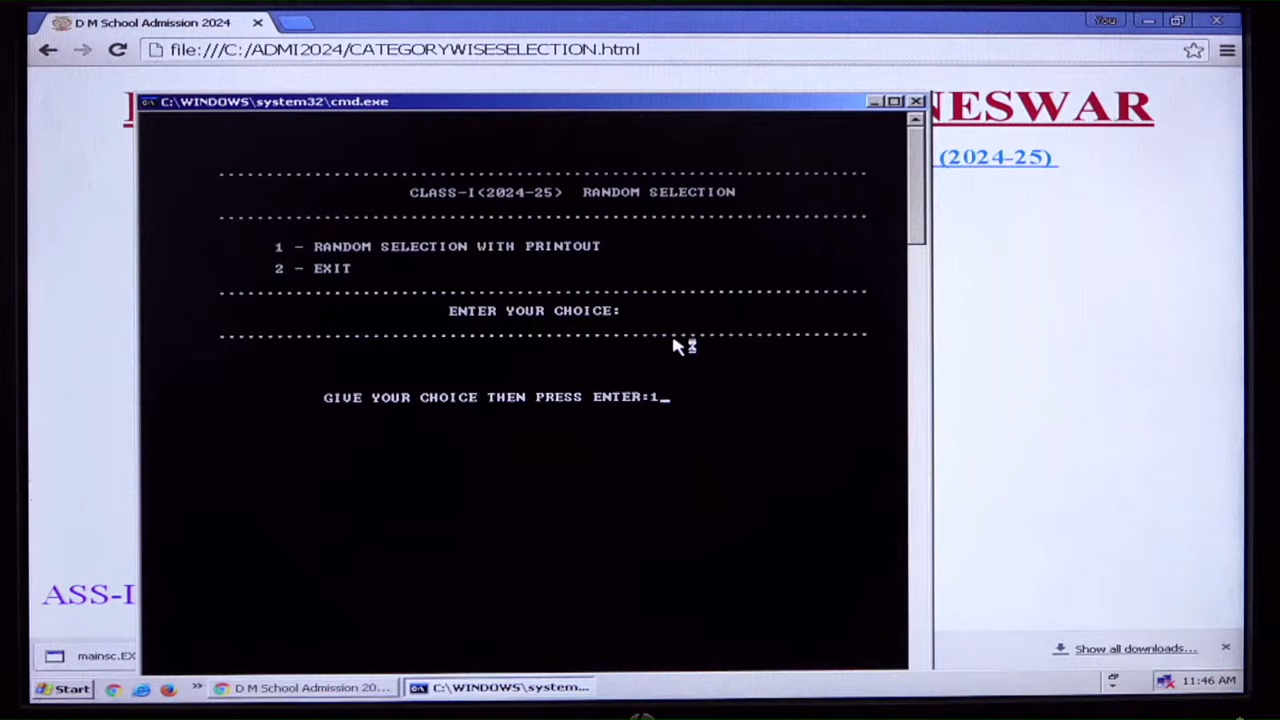 D M School Admission 2024
You
file:///C:/ADMI2024/CATEGORYWISESELECTION.html
NESWAR
C:\WINDOWS\system32\cmd.exe
(2024-25)
CLASS-I<2024-25> RANDOM SELECTION
1 - RANDOM SELECTION WITH PRINTOUT
2 - EXIT
ENTER YOUR CHOICE:
GIVE YOUR CHOICE THEN PRESS ENTER:1_
ASS-I
mainsc.EX
Show all downloads...
Start
D M School Admission 20...
C:\WINDOWS\system...
11:46 AM